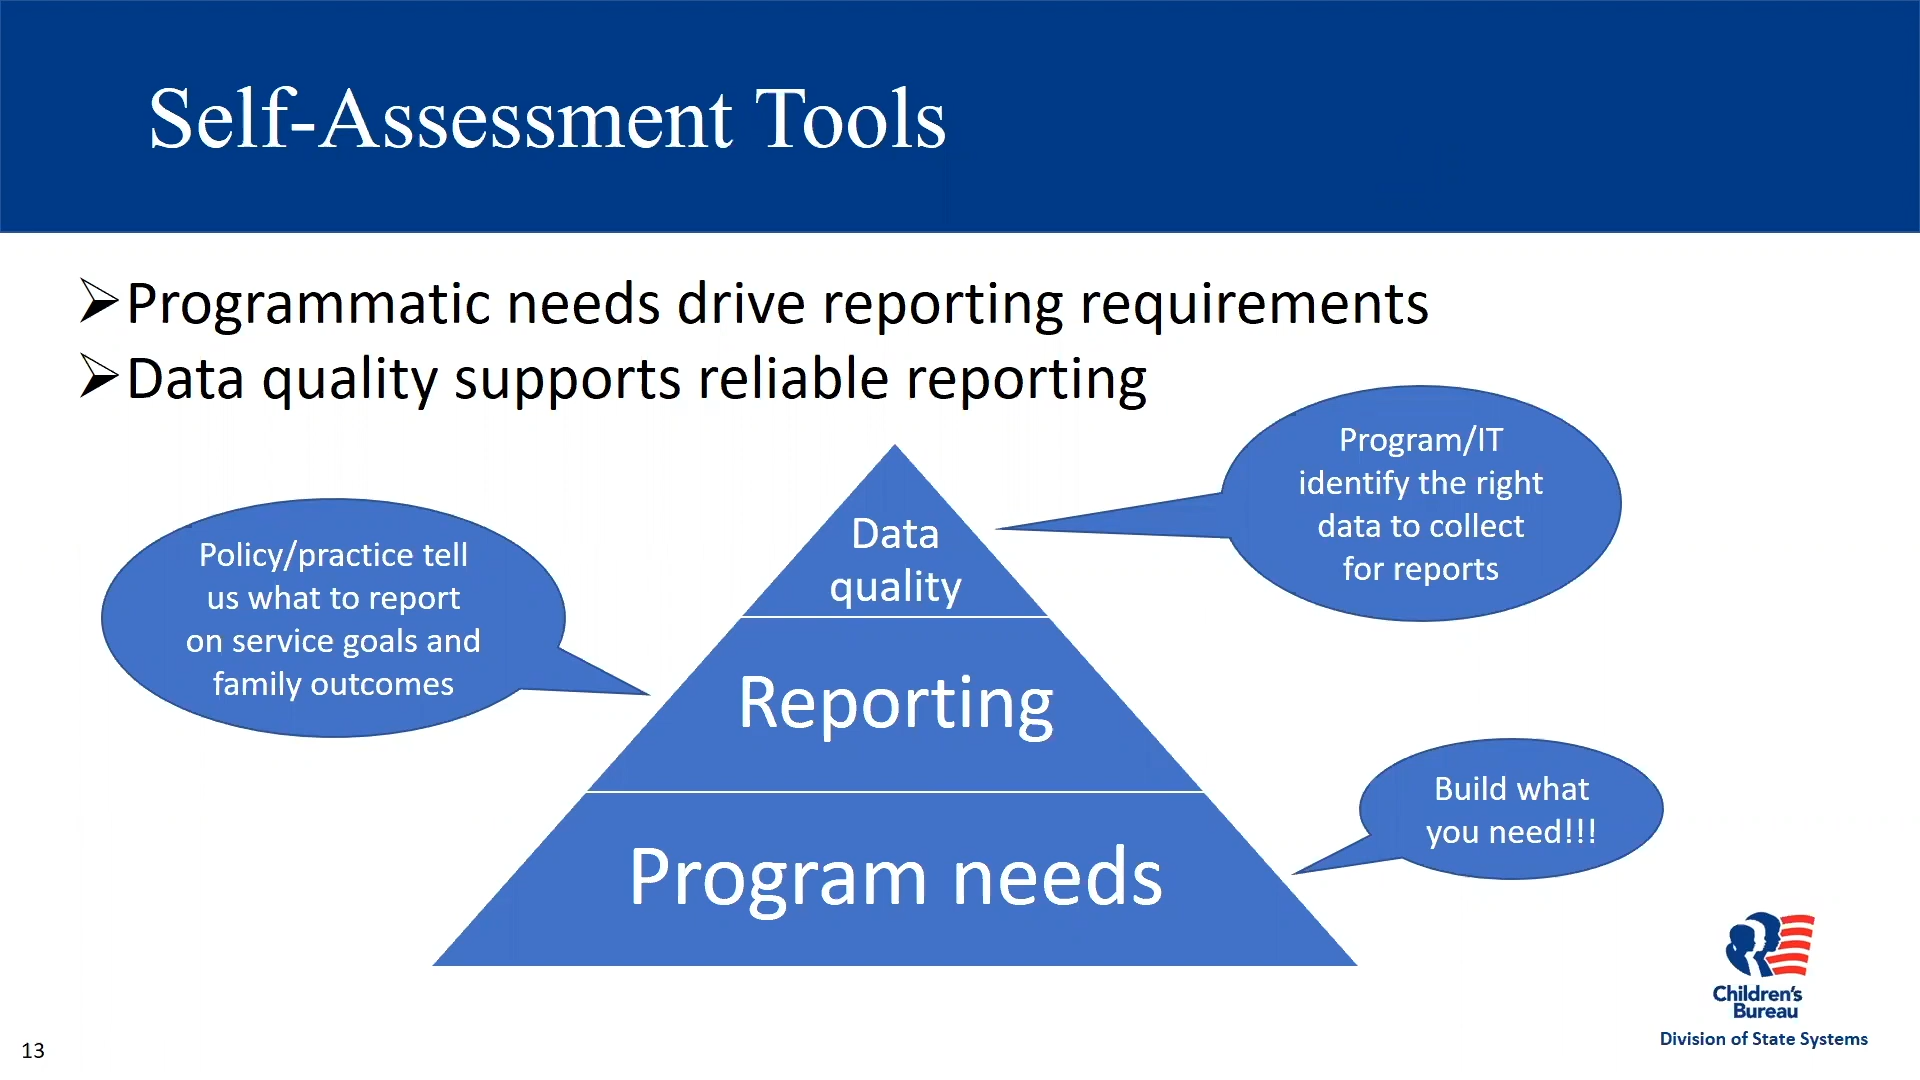 Self-Assessment Tools
➢Programmatic needs drive reporting requirements
➢Data quality supports reliable reporting
Policy/practice tell
us what to report
on service goals and
family outcomes
Data
quality
Reporting
Program needs
Program/IT
identify the right
data to collect
for reports
Build what
you need!!!
Children's
Bureau
Division of State Systems
13